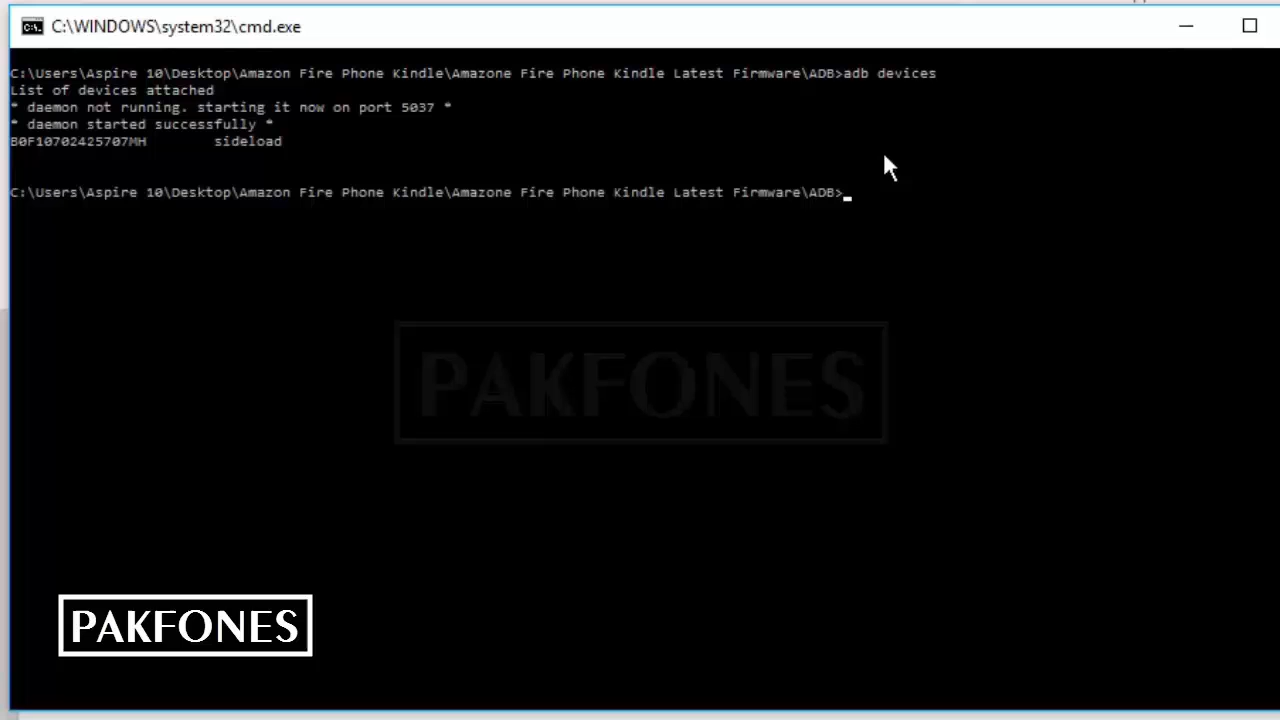 C:\WINDOWS\system32\cmd.exe
C:\Users\Aspire 10\Desktop\Amazon Fire Phone Kindle\Amazone Fire Phone Kindle Latest Firmware\ADB>adb devices
List of devices attached
* daemon not running. starting it now on port 5037 *
* daemon started successfully *
B0F10702425707MH        sideload
C:\Users\Aspire 10\Desktop\Amazon Fire Phone Kindle\Amazone Fire Phone Kindle Latest Firmware\ADB>_
PAKFONES
PAKFONES